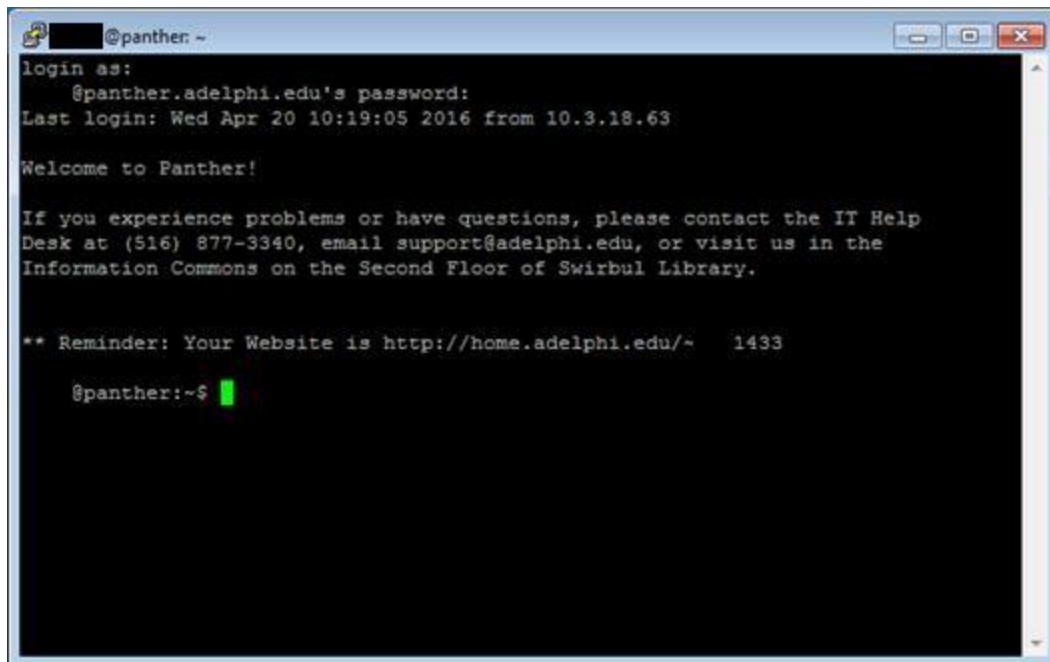 @panther: ~
login as:
@panther.adelphi.edu's password:
Last login: Wed Apr 20 10:19:05 2016 from 10.3.18.63
Welcome to Panther!
If you experience problems or have questions, please contact the IT Help
Desk at (516) 877-3340, email support@adelphi.edu, or visit us in the
Information Commons on the Second Floor of Swirbul Library.
** Reminder: Your Website is http://home.adelphi.edu/~   1433
@panther:~$